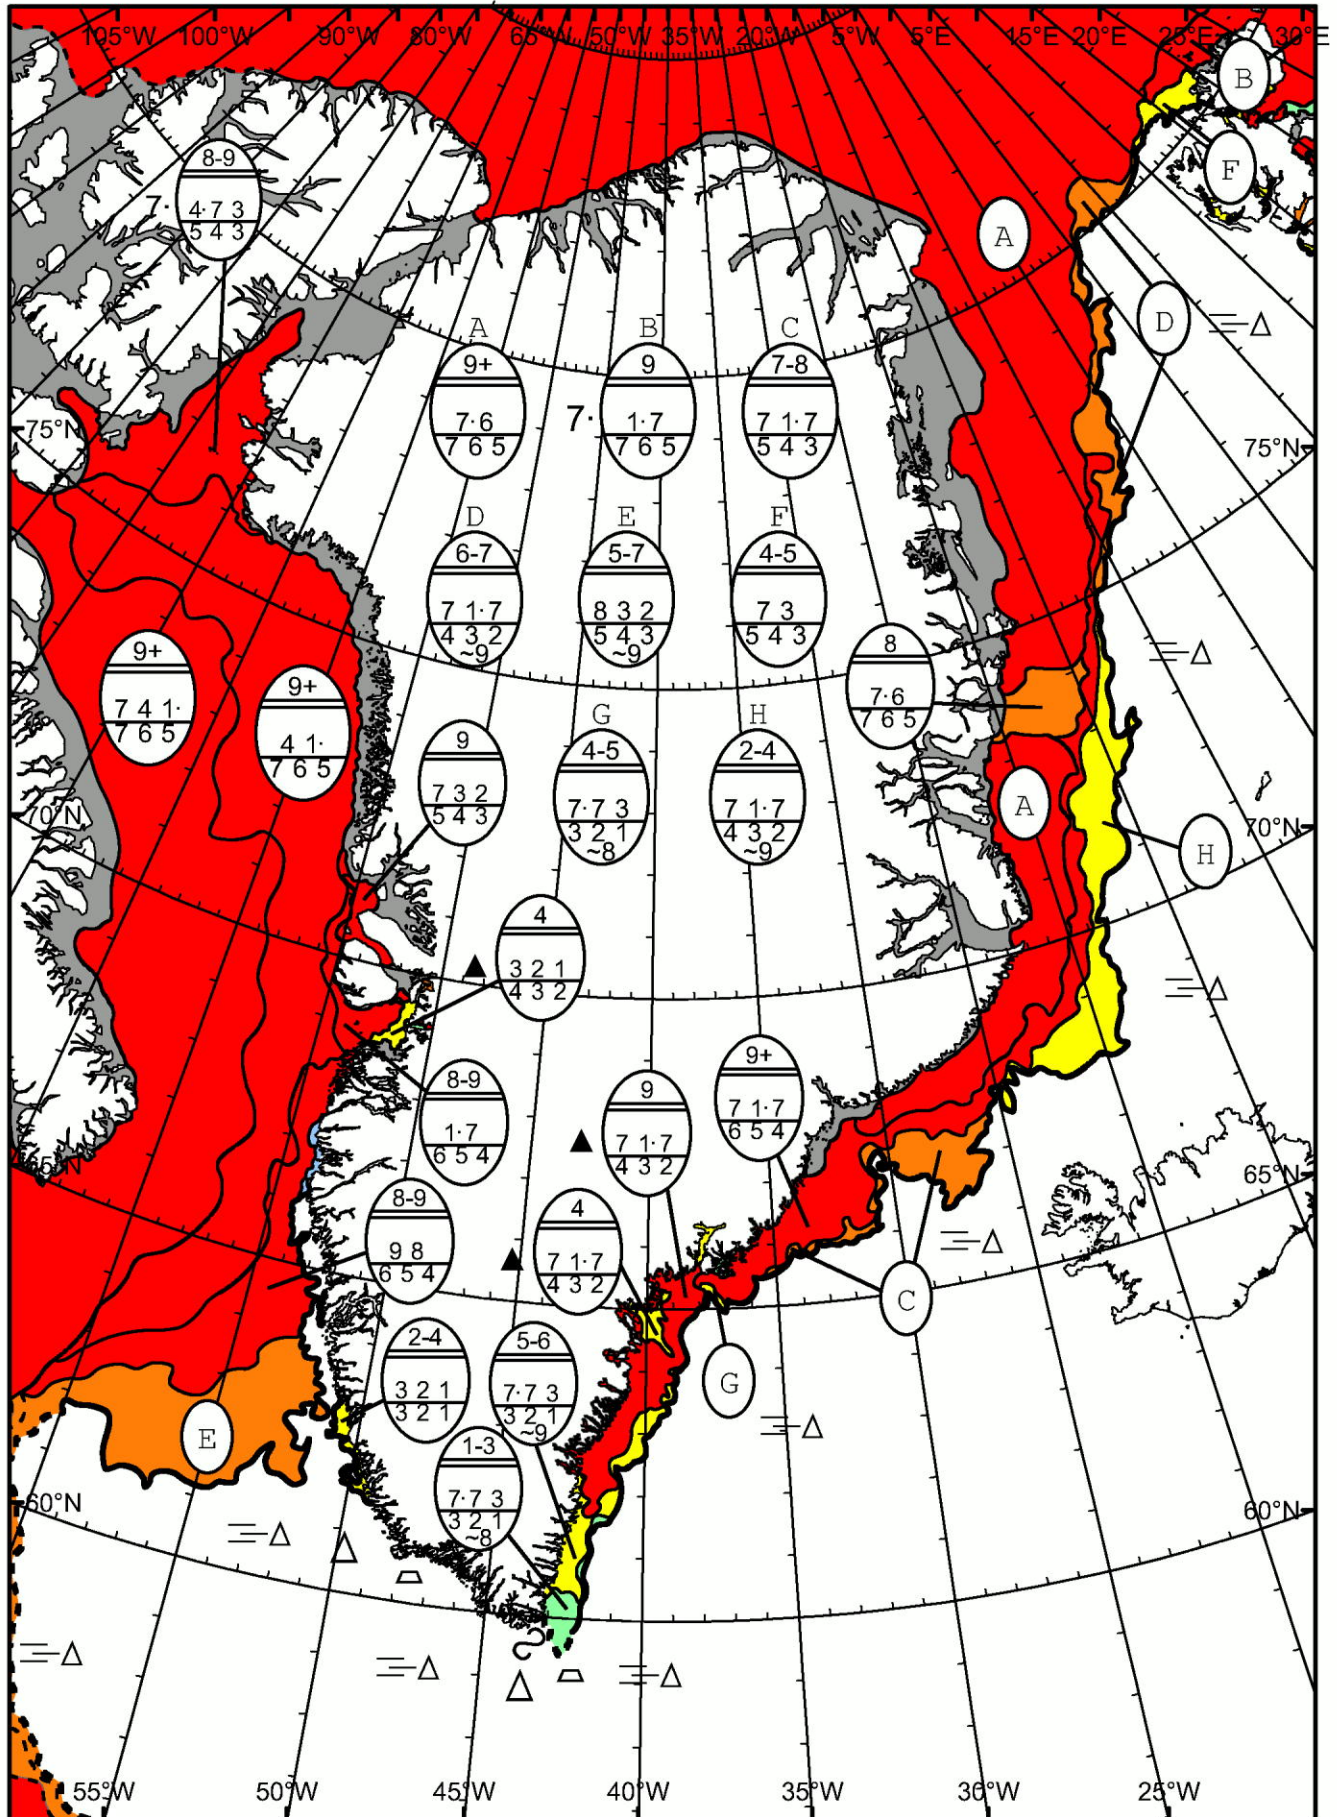 105°W 100°W 90°W 80°W 65°W 50°W 35°W 20°W 5°W 5°E 15°E 20°E 25°E 30°E
B
F
8-9
7· 4·7 3
5 4 3
A
D
75°N
75°N
A
9+
7·6
7 6 5
B
9
7· 1·7
7 6 5
C
7-8
7 1·7
5 4 3
D
6-7
7 1·7
4 3 2
~9
E
5-7
8 3 2
5 4 3
~9
F
4-5
7 3
5 4 3
8
7·6
7 6 5
9+
7 4 1·
7 6 5
9+
4 1·
7 6 5
9
7 3 2
5 4 3
G
4-5
7·7 3
3 2 1
~8
H
2-4
7 1·7
4 3 2
~9
A
70°N
70°N
H
4
3 2 1
4 3 2
8-9
1·7
6 5 4
9
7 1·7
4 3 2
9+
7 1·7
6 5 4
65°N
65°N
8-9
9 8
6 5 4
4
7 1·7
4 3 2
C
2-4
3 2 1
3 2 1
5-6
7·7 3
3 2 1
~9
G
E
1-3
7·7 3
3 2 1
~8
60°N
60°N
55°W 50°W 45°W 40°W 35°W 30°W 25°W